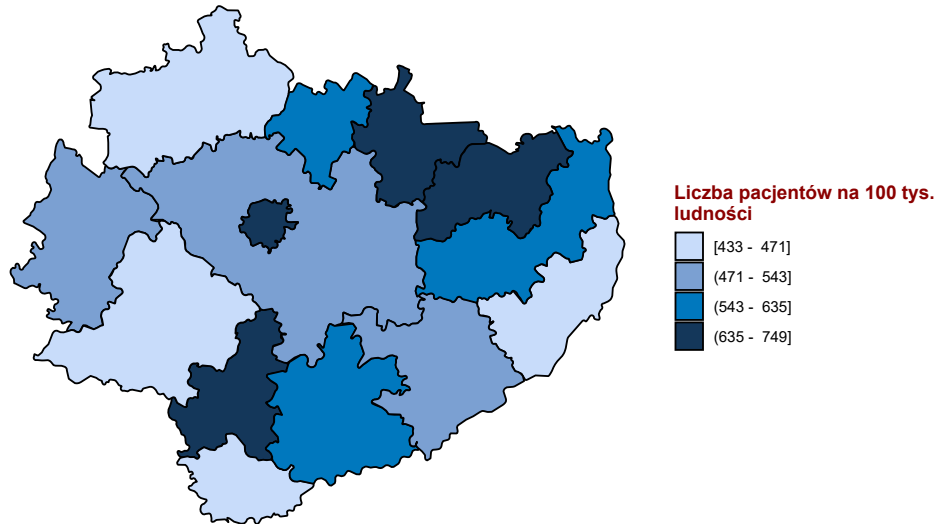 Liczba pacjentów na 100 tys.
ludności
[433 - 471]
(471 - 543]
(543 - 635]
(635 - 749]